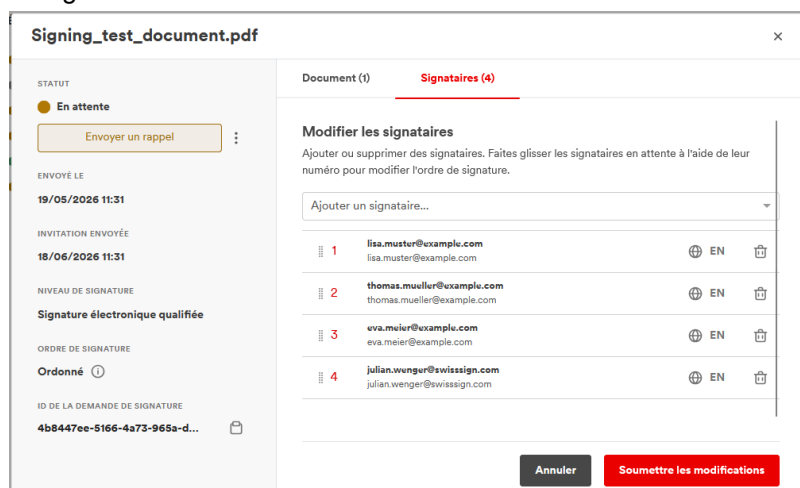 Signing_test_document.pdf
STATUT
En attente
Envoyer un rappel
ENVOYÉ LE
19/05/2026 11:31
INVITATION ENVOYÉE
18/06/2026 11:31
NIVEAU DE SIGNATURE
Signature électronique qualifiée
ORDRE DE SIGNATURE
Ordonné
ID DE LA DEMANDE DE SIGNATURE
4b8447ee-5166-4a73-965a-d...
Document (1) Signataires (4)
Modifier les signataires
Ajouter ou supprimer des signataires. Faites glisser les signataires en attente à l'aide de leur
numéro pour modifier l'ordre de signature.
Ajouter un signataire...
1 lisa.muster@example.com EN
lisa.muster@example.com
2 thomas.mueller@example.com EN
thomas.mueller@example.com
3 eva.meier@example.com EN
eva.meier@example.com
4 julian.wenger@swisssign.com EN
julian.wenger@swisssign.com
Annuler Soumettre les modifications